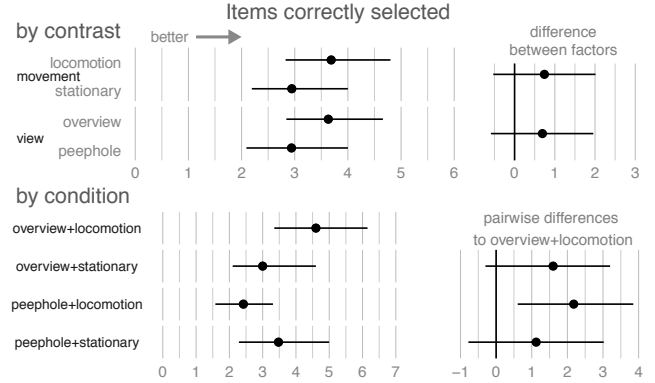 Items correctly selected
by contrast
better
difference
between factors
locomotion
movement
stationary
overview
view
peephole
0 1 2 3 4 5 6
0 1 2 3
by condition
pairwise differences
to overview+locomotion
overview+locomotion
overview+stationary
peephole+locomotion
peephole+stationary
0 1 2 3 4 5 6 7
−1 0 1 2 3 4